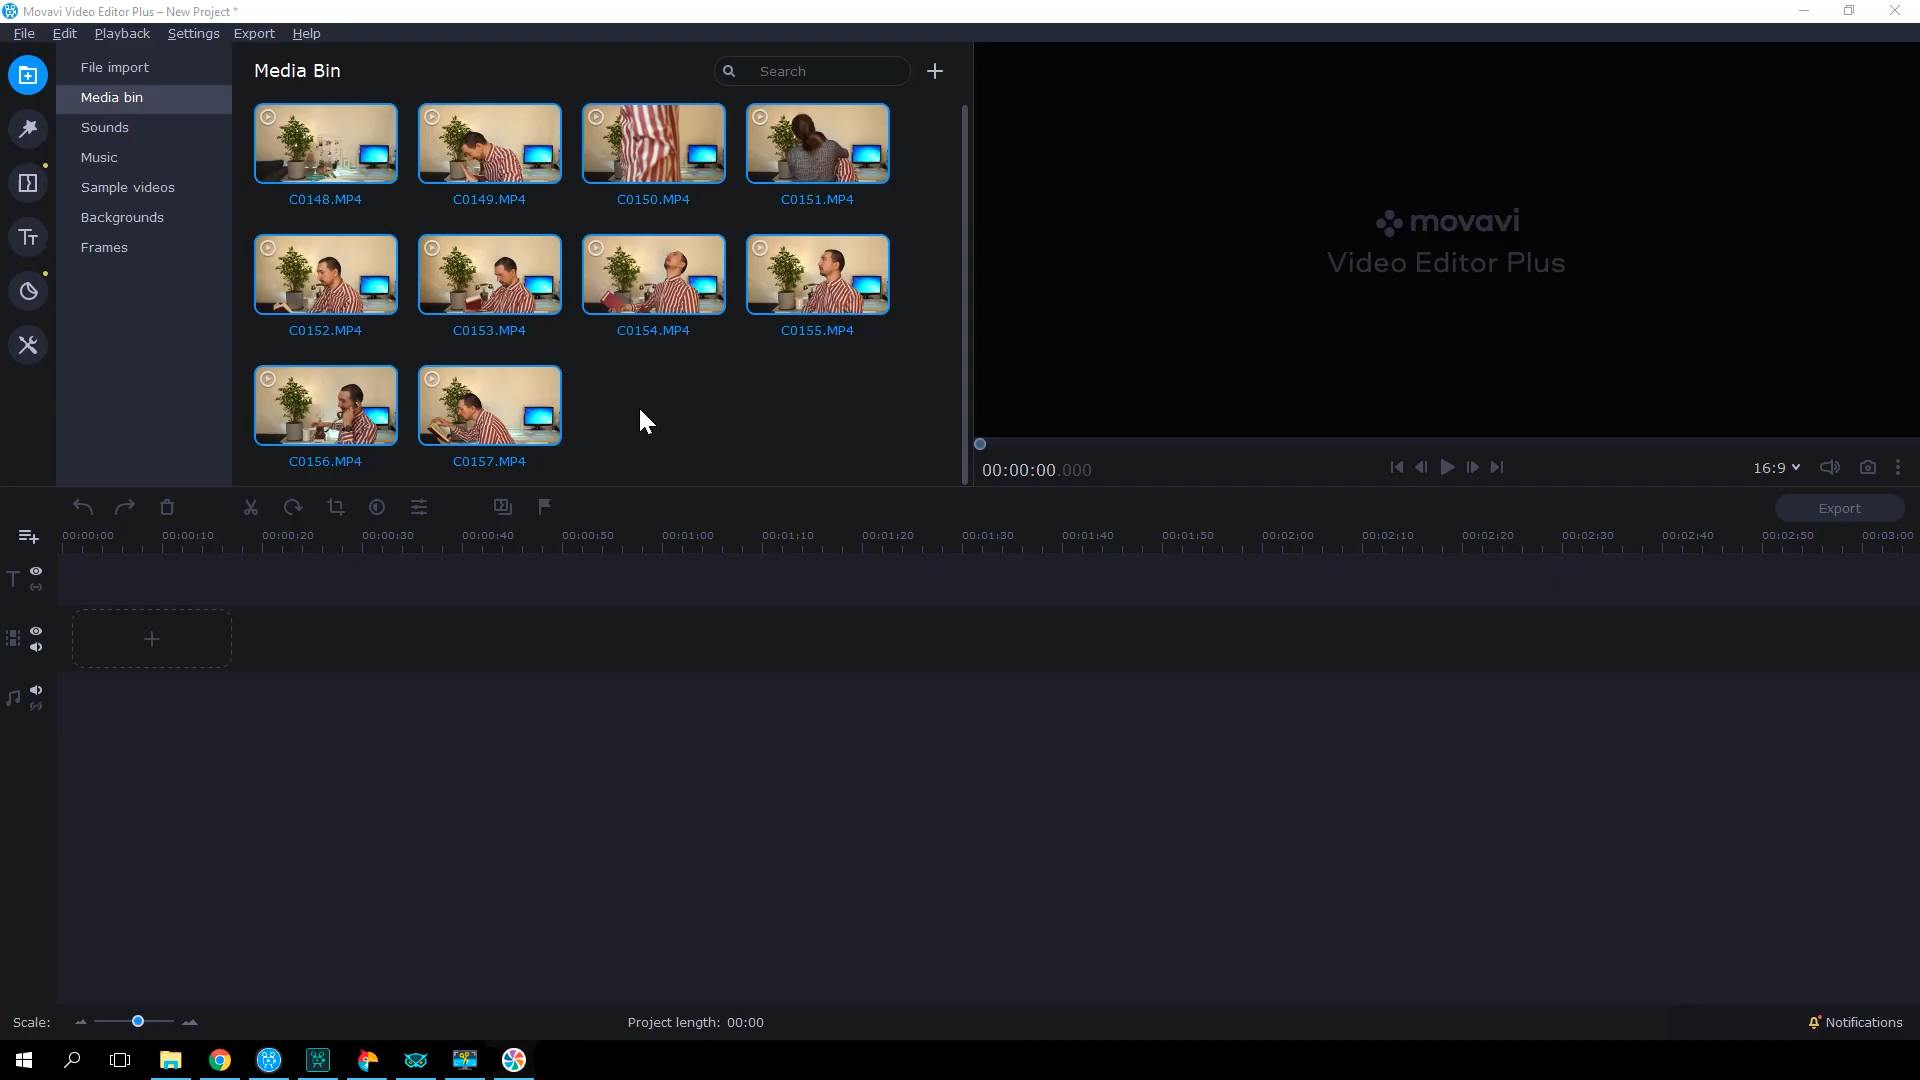 Movavi Video Editor Plus – New Project *
File Edit Playback Settings Export Help
File import
Media bin
Sounds
Music
Sample videos
Backgrounds
Frames
Media Bin
Search
C0148.MP4 C0149.MP4 C0150.MP4 C0151.MP4
C0152.MP4 C0153.MP4 C0154.MP4 C0155.MP4
C0156.MP4 C0157.MP4
movavi
Video Editor Plus
00:00:00.000
16:9
Export
00:00:00 00:00:10 00:00:20 00:00:30 00:00:40 00:00:50 00:01:00 00:01:10 00:01:20 00:01:30 00:01:40 00:01:50 00:02:00 00:02:10 00:02:20 00:02:30 00:02:40 00:02:50 00:03:00
Scale:
Project length: 00:00
Notifications